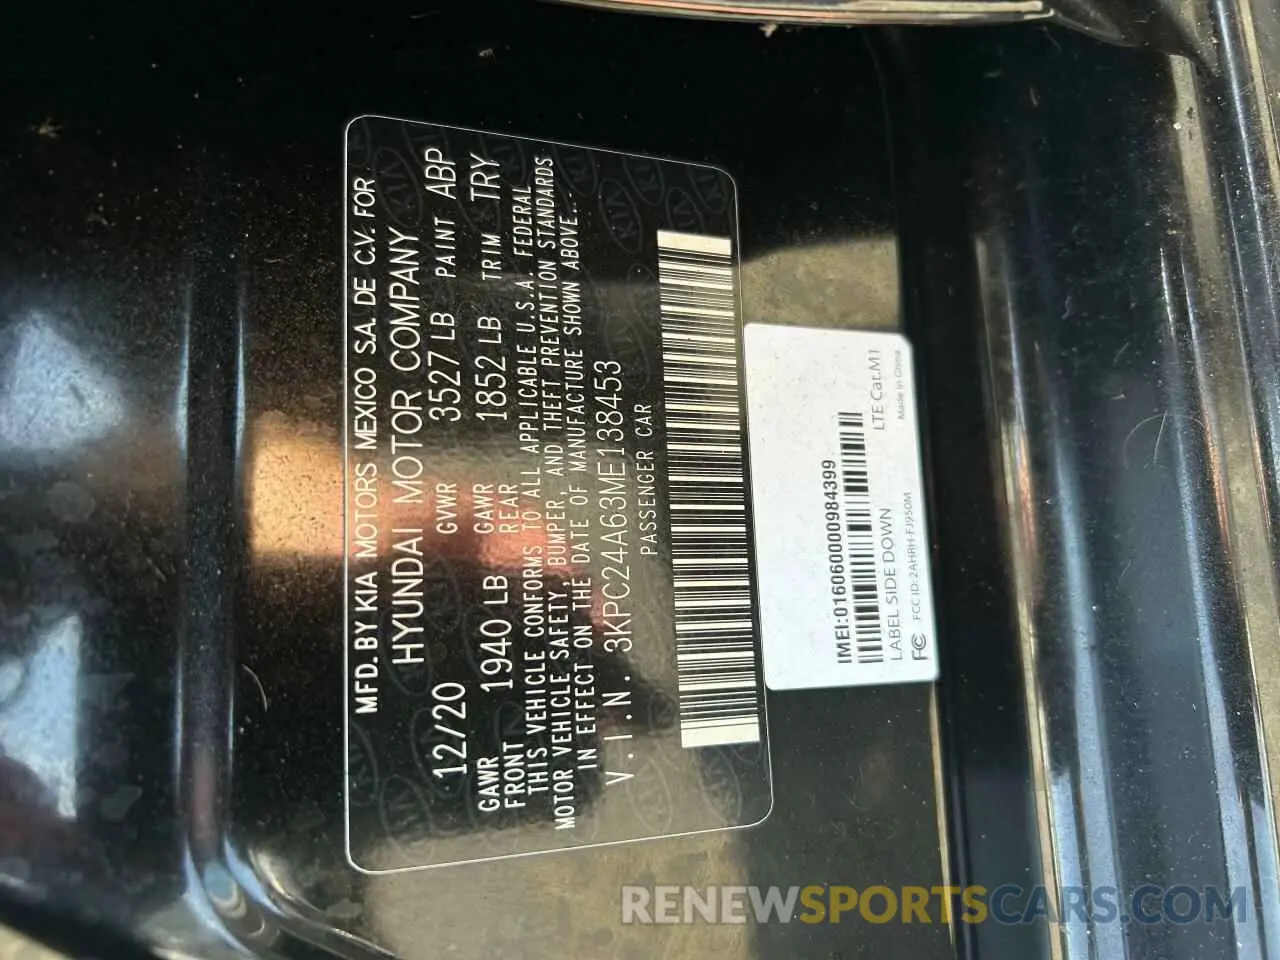 MFD. BY KIA MOTORS MEXICO S.A. DE C.V. FOR
HYUNDAI MOTOR COMPANY
12/20 GVWR 3527 LB PAINT ABP
GAWR FRONT 1940 LB GAWR REAR 1852 LB TRIM TRY
THIS VEHICLE CONFORMS TO ALL APPLICABLE U.S.A. FEDERAL
MOTOR VEHICLE SAFETY, BUMPER, AND THEFT PREVENTION STANDARDS
IN EFFECT ON THE DATE OF MANUFACTURE SHOWN ABOVE.
V.I.N. 3KPC24A63ME138453
PASSENGER CAR
IMEI:016060000984399
LABEL SIDE DOWN LTE Cat.M1
FC FCC ID: 2AHRH-FJ950M Made in China
RENEWSPORTSCARS.COM